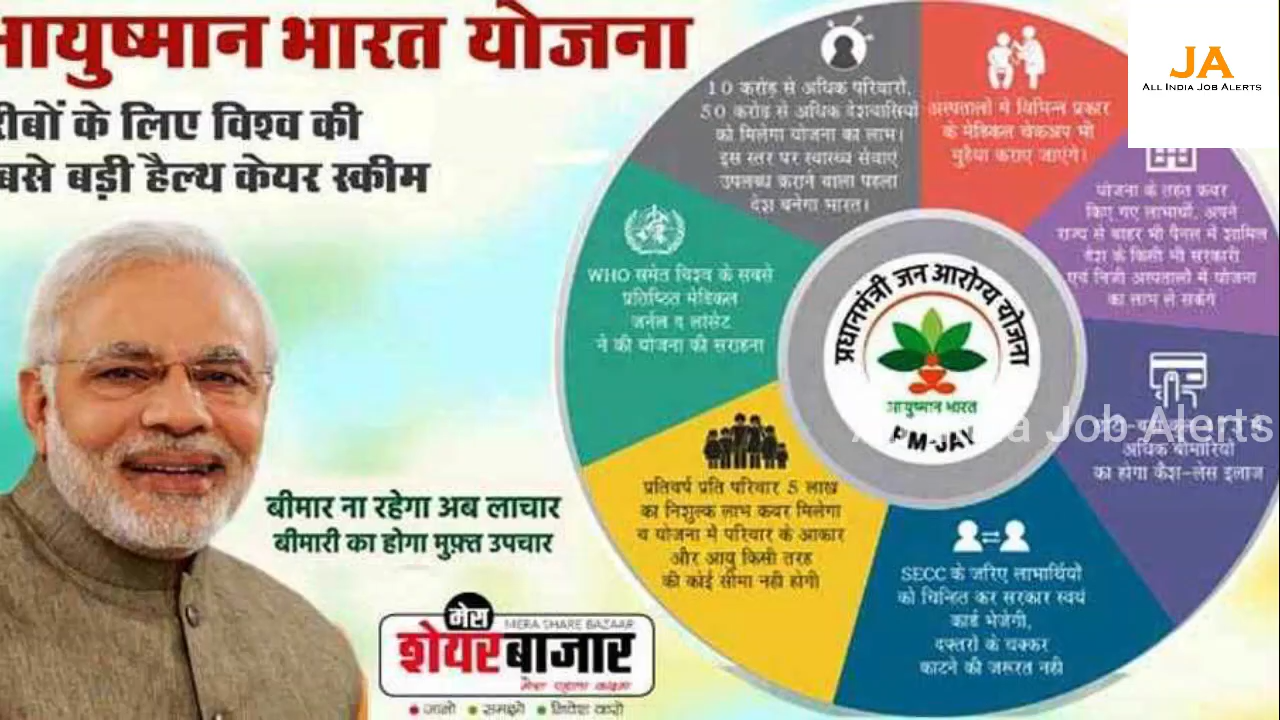 आयुष्मान भारत योजना
रीबों के लिए विश्व की
बसे बड़ी हैल्थ केयर स्कीम
बीमार ना रहेगा अब लाचार
बीमारी का होगा मुफ़्त उपचार
मेरा
MERA SHARE BAZAAR
शेयर बाजार
मेरा पहला कदम
जानो समझो निवेश करो
10 करोड़ से अधिक परिवारों,
50 करोड़ से अधिक देशवासियों
को मिलेगा योजना का लाभ।
इस स्तर पर स्वास्थ्य सेवाएं
उपलब्ध कराने वाला पहला
देश बनेगा भारत।
अस्पतालों में विभिन्न प्रकार
के मेडिकल चेकअप भी
मुहैया कराए जाएंगे।
JA
ALL INDIA JOB ALERTS
योजना के तहत कवर
किए गए लाभार्थी, अपने
राज्य से बाहर भी पैनल में शामिल
देश के किसी भी सरकारी
एवं निजी अस्पतालों में योजना
का लाभ ले सकेंगे
अधिक बीमारियों
का होगा कैश-लेस इलाज
Job Alerts
SECC के जरिए लाभार्थियों
को चिन्हित कर सरकार स्वयं
कार्ड भेजेगी,
दफ्तरों के चक्कर
काटने की जरूरत नही
प्रतिवर्ष प्रति परिवार 5 लाख
का निशुल्क लाभ कवर मिलेगा
व योजना में परिवार के आकार
और आयु किसी तरह
की कोई सीमा नही होगी
WHO समेत विश्व के सबसे
प्रतिष्ठित मेडिकल
जर्नल द लांसेट
ने की योजना की सराहना
प्रधानमंत्री जन आरोग्य योजना
आयुष्मान भारत
PM-JAY